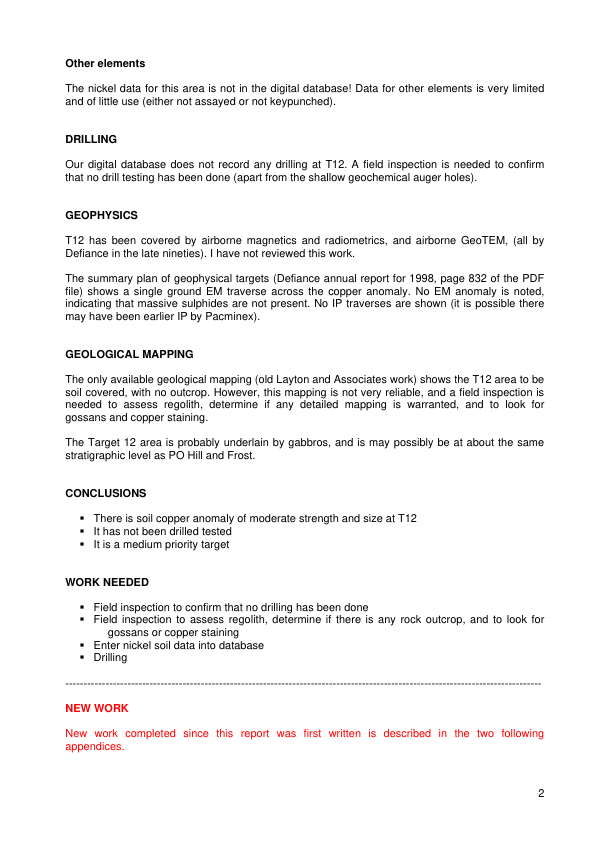 Other elements
The nickel data for this area is not in the digital database! Data for other elements is very limited
and of little use (either not assayed or not keypunched).
DRILLING
Our digital database does not record any drilling at T12. A field inspection is needed to confirm
that no drill testing has been done (apart from the shallow geochemical auger holes).
GEOPHYSICS
T12 has been covered by airborne magnetics and radiometrics, and airborne GeoTEM, (all by
Defiance in the late nineties). I have not reviewed this work.
The summary plan of geophysical targets (Defiance annual report for 1998, page 832 of the PDF
file) shows a single ground EM traverse across the copper anomaly. No EM anomaly is noted,
indicating that massive sulphides are not present. No IP traverses are shown (it is possible there
may have been earlier IP by Pacminex).
GEOLOGICAL MAPPING
The only available geological mapping (old Layton and Associates work) shows the T12 area to be
soil covered, with no outcrop. However, this mapping is not very reliable, and a field inspection is
needed to assess regolith, determine if any detailed mapping is warranted, and to look for
gossans and copper staining.
The Target 12 area is probably underlain by gabbros, and is may possibly be at about the same
stratigraphic level as PO Hill and Frost.
CONCLUSIONS
▪ There is soil copper anomaly of moderate strength and size at T12
▪ It has not been drilled tested
▪ It is a medium priority target
WORK NEEDED
▪ Field inspection to confirm that no drilling has been done
▪ Field inspection to assess regolith, determine if there is any rock outcrop, and to look for
gossans or copper staining
▪ Enter nickel soil data into database
▪ Drilling
-----------------------------------------------------------------------------------------------------------------------------------
NEW WORK
New work completed since this report was first written is described in the two following
appendices.
2